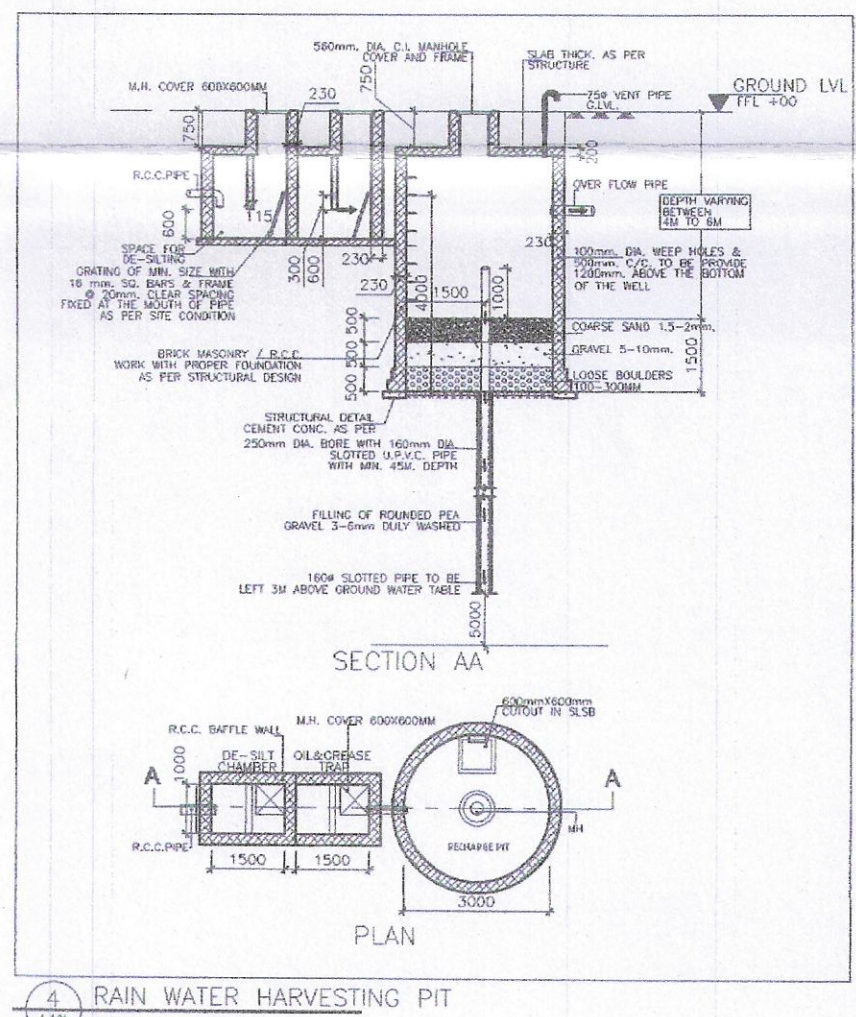 560mm. DIA. C.I. MANHOLE
COVER AND FRAME
SLAB THICK. AS PER
STRUCTURE
M.H. COVER 600X600MM
230
750
750
75ø VENT PIPE
G.LVL.
GROUND LVL
FFL +00
200
R.C.C.PIPE
600
115
OVER FLOW PIPE
DEPTH VARYING
BETWEEN
4M TO 6M
SPACE FOR
DE-SILTING
GRATING OF MIN. SIZE WITH
16 mm. SQ. BARS & FRAME
@ 20mm. CLEAR SPACING
FIXED AT THE MOUTH OF PIPE
AS PER SITE CONDITION
300
600
230
230
230
4000
1500
1000
100mm. DIA. WEEP HOLES &
500mm. C/C. TO BE PROVIDE
1200mm. ABOVE THE BOTTOM
OF THE WELL
500
500
500
COARSE SAND 1.5-2mm.
GRAVEL 5-10mm.
LOOSE BOULDERS
100-300MM
1500
BRICK MASONRY / R.C.C.
WORK WITH PROPER FOUNDATION
AS PER STRUCTURAL DESIGN
STRUCTURAL DETAIL
CEMENT CONC. AS PER
250mm DIA. BORE WITH 160mm DIA.
SLOTTED U.P.V.C. PIPE
WITH MIN. 45M. DEPTH
FILLING OF ROUNDED PEA
GRAVEL 3-6mm DULY WASHED
160ø SLOTTED PIPE TO BE
LEFT 3M ABOVE GROUND WATER TABLE
5000
SECTION AA
R.C.C. BAFFLE WALL
M.H. COVER 600X600MM
600mmX600mm
CUTOUT IN SLSB
DE-SILT
CHAMBER
OIL&GREASE
TRAP
1000
A
A
RECHARGE PIT
MH
R.C.C.PIPE
1500
1500
3000
PLAN
4
RAIN WATER HARVESTING PIT